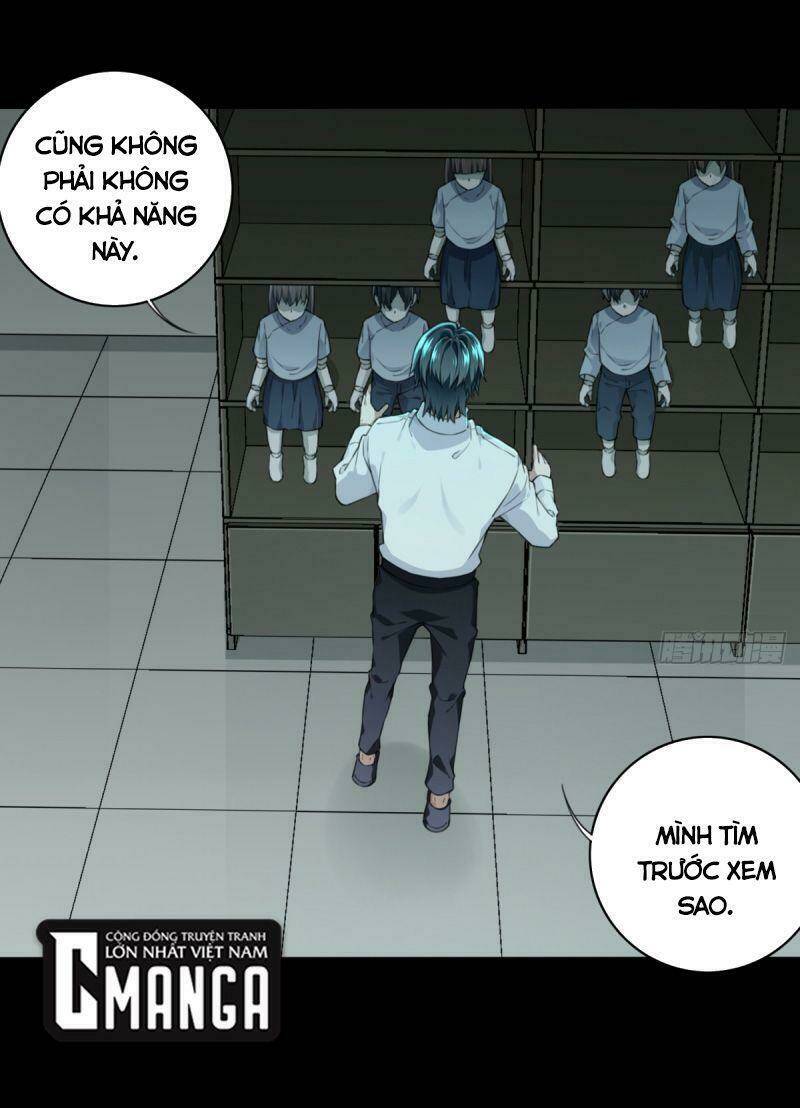 CŨNG KHÔNG
PHẢI KHÔNG
CÓ KHẢ NĂNG
NÀY.
MÌNH TÌM
TRƯỚC XEM
SAO.
CỘNG ĐỒNG TRUYỆN TRANH
LỚN NHẤT VIỆT NAM
CMANGA